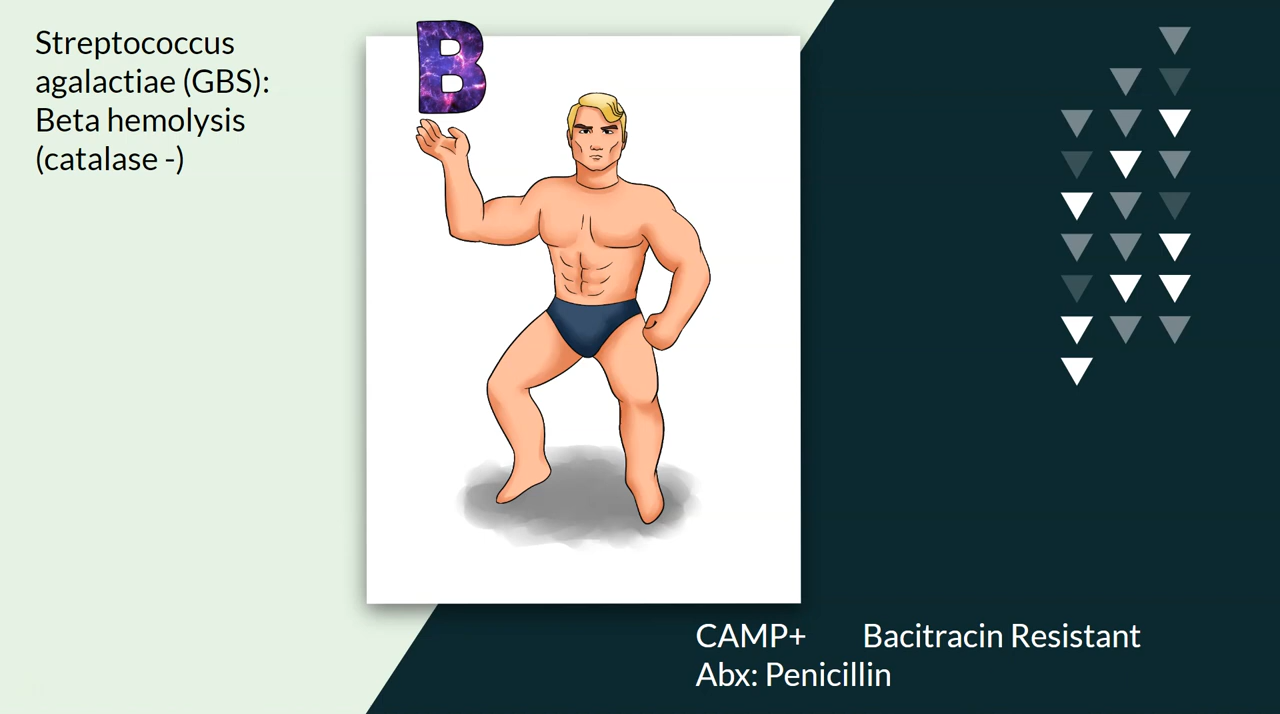 Streptococcus
agalactiae (GBS):
Beta hemolysis
(catalase -)
B
CAMP+ Bacitracin Resistant
Abx: Penicillin